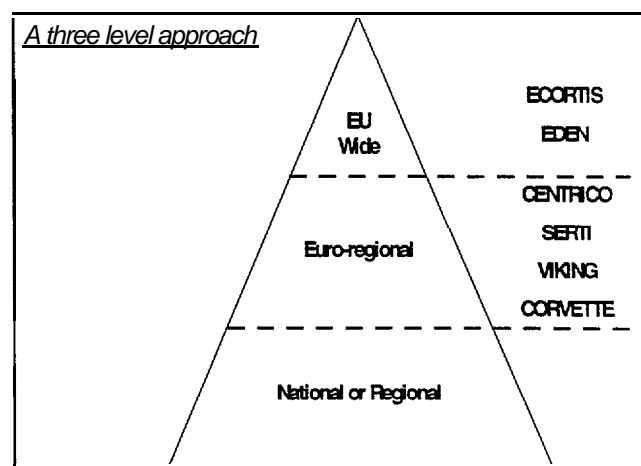 A three level approach
EU
Wide
ECORTIS
EDEN
Euro-regional
CENTRICO
SERTI
VIKING
CORVETTE
National or Regional